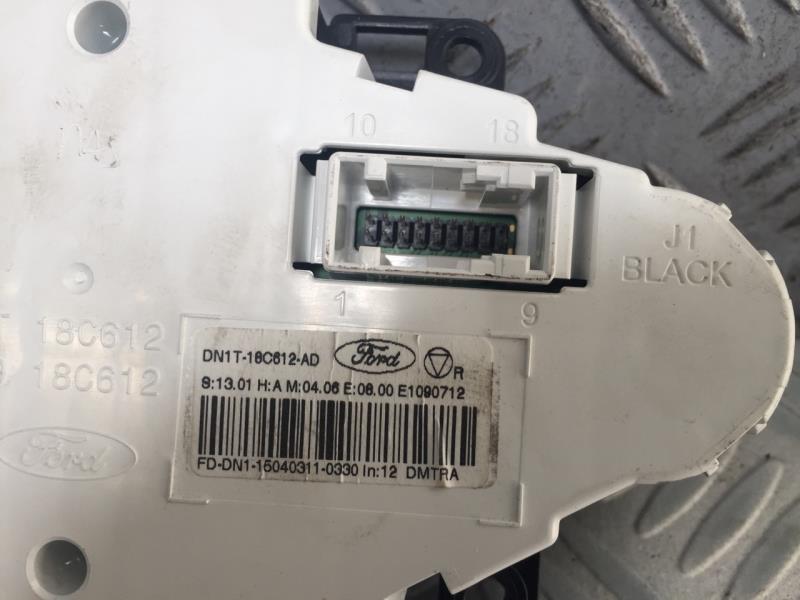 10 18
J1
BLACK
1 9
18C612
18C612
Ford
DN1T-18C612-AD Ford R
S:13.01 H:A M:04.06 E:08.00 E1090712
FD-DN1-15040311-0330 In:12 DMTRA